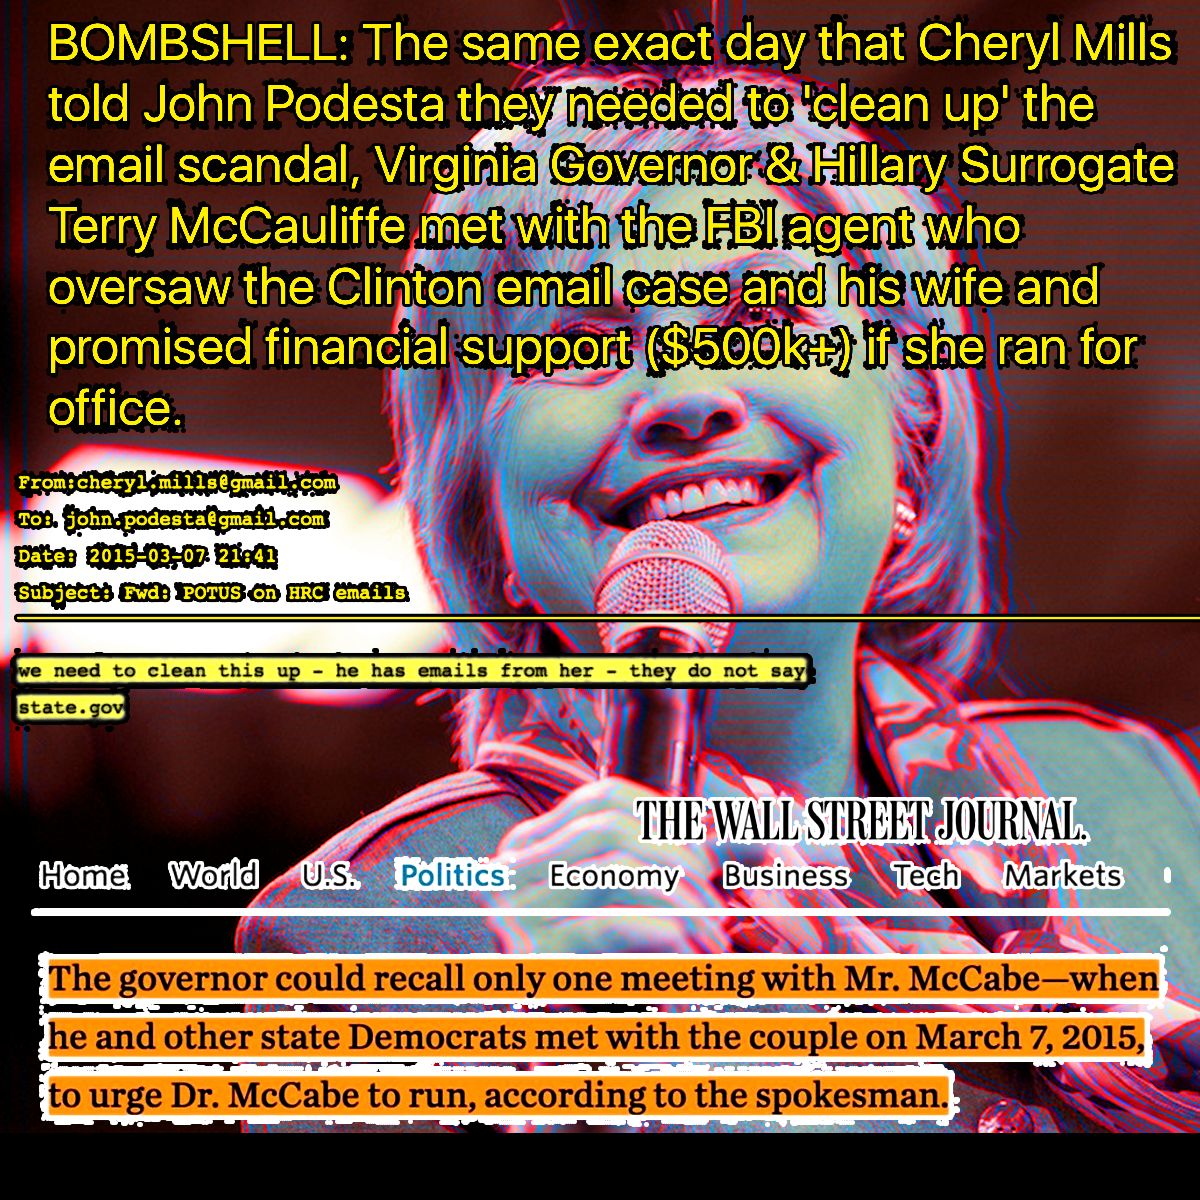 BOMBSHELL: The same exact day that Cheryl Mills
told John Podesta they needed to 'clean up' the
email scandal, Virginia Governor & Hillary Surrogate
Terry McCauliffe met with the FBI agent who
oversaw the Clinton email case and his wife and
promised financial support ($500k+) if she ran for
office.
From:cheryl.mills@gmail.com
To: john.podesta@gmail.com
Date: 2015-03-07 21:41
Subject: Fwd: POTUS on HRC emails
we need to clean this up - he has emails from her - they do not say
state.gov
THE WALL STREET JOURNAL.
Home World U.S. Politics Economy Business Tech Markets
The governor could recall only one meeting with Mr. McCabe—when
he and other state Democrats met with the couple on March 7, 2015,
to urge Dr. McCabe to run, according to the spokesman.